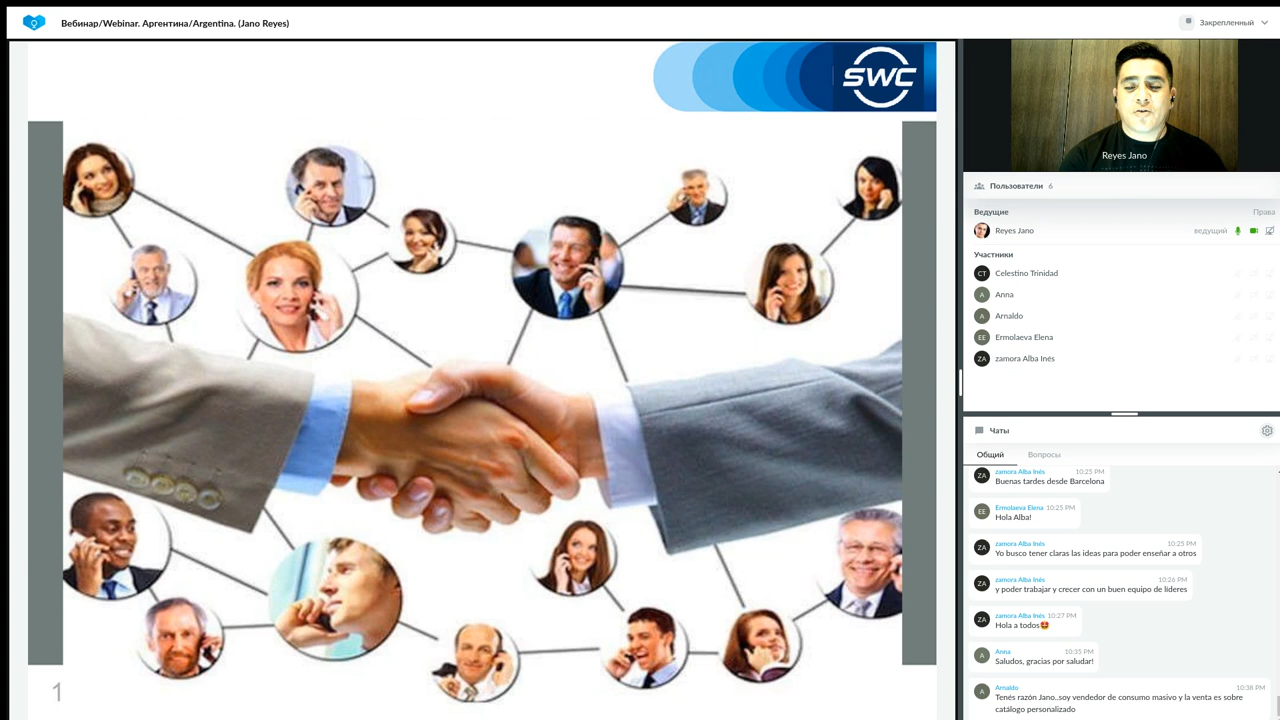 Вебинар/Webinar. Аргентина/Argentina. (Jano Reyes)
Закрепленный
SWC
1
Reyes Jano
Пользователи 6
Ведущие Права
Reyes Jano ведущий
Участники
CT Celestino Trinidad
A Anna
A Arnaldo
EE Ermolaeva Elena
ZA zamora Alba Inés
Чаты
Общий Вопросы
ZA zamora Alba Inés 10:25 PM
Buenas tardes desde Barcelona
EE Ermolaeva Elena 10:25 PM
Hola Alba!
ZA zamora Alba Inés 10:25 PM
Yo busco tener claras las ideas para poder enseñar a otros
ZA zamora Alba Inés 10:26 PM
y poder trabajar y crecer con un buen equipo de líderes
ZA zamora Alba Inés 10:27 PM
Hola a todos🤩
A Anna 10:35 PM
Saludos, gracias por saludar!
A Arnaldo 10:38 PM
Tenés razón Jano..soy vendedor de consumo masivo y la venta es sobre
catálogo personalizado